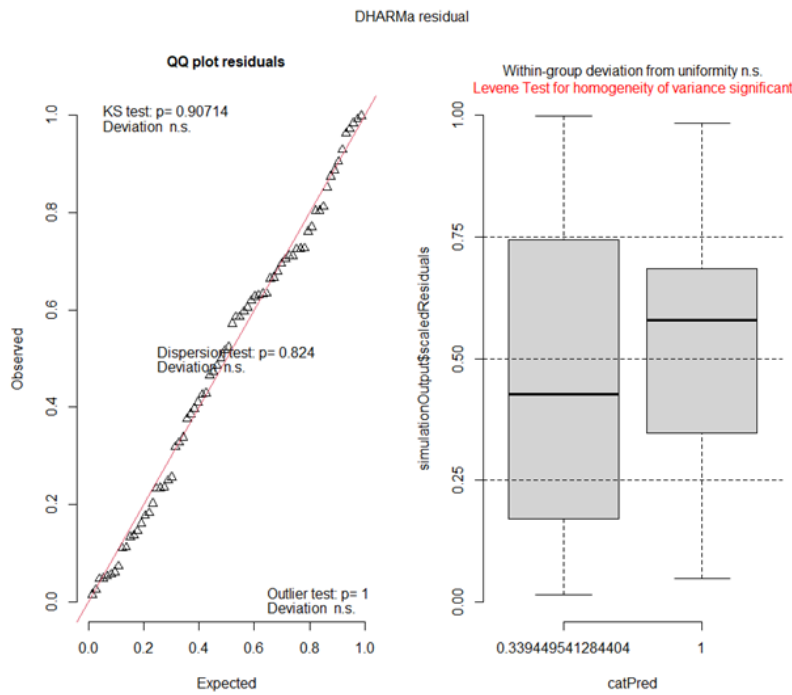 DHARMa residual
QQ plot residuals
KS test: p= 0.90714
Deviation n.s.
Dispersion test: p= 0.824
Deviation n.s.
Outlier test: p= 1
Deviation n.s.
Observed
0.0
0.2
0.4
0.6
0.8
1.0
0.0
0.2
0.4
0.6
0.8
1.0
Expected
Within-group deviation from uniformity n.s.
Levene Test for homogeneity of variance significant
simulationOutput$scaledResiduals
0.00
0.25
0.50
0.75
1.00
0.339449541284404
1
catPred